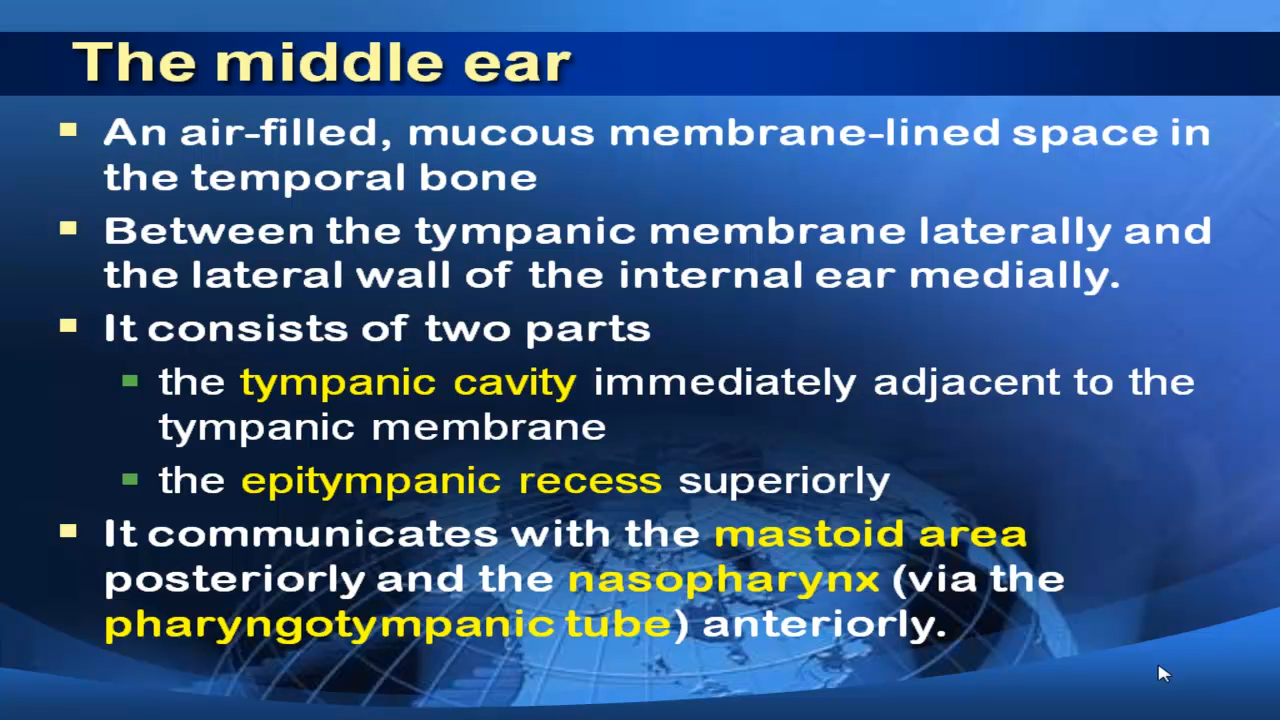 The middle ear
An air-filled, mucous membrane-lined space in
the temporal bone
Between the tympanic membrane laterally and
the lateral wall of the internal ear medially.
It consists of two parts
the tympanic cavity immediately adjacent to the
tympanic membrane
the epitympanic recess superiorly
It communicates with the mastoid area
posteriorly and the nasopharynx (via the
pharyngotympanic tube) anteriorly.